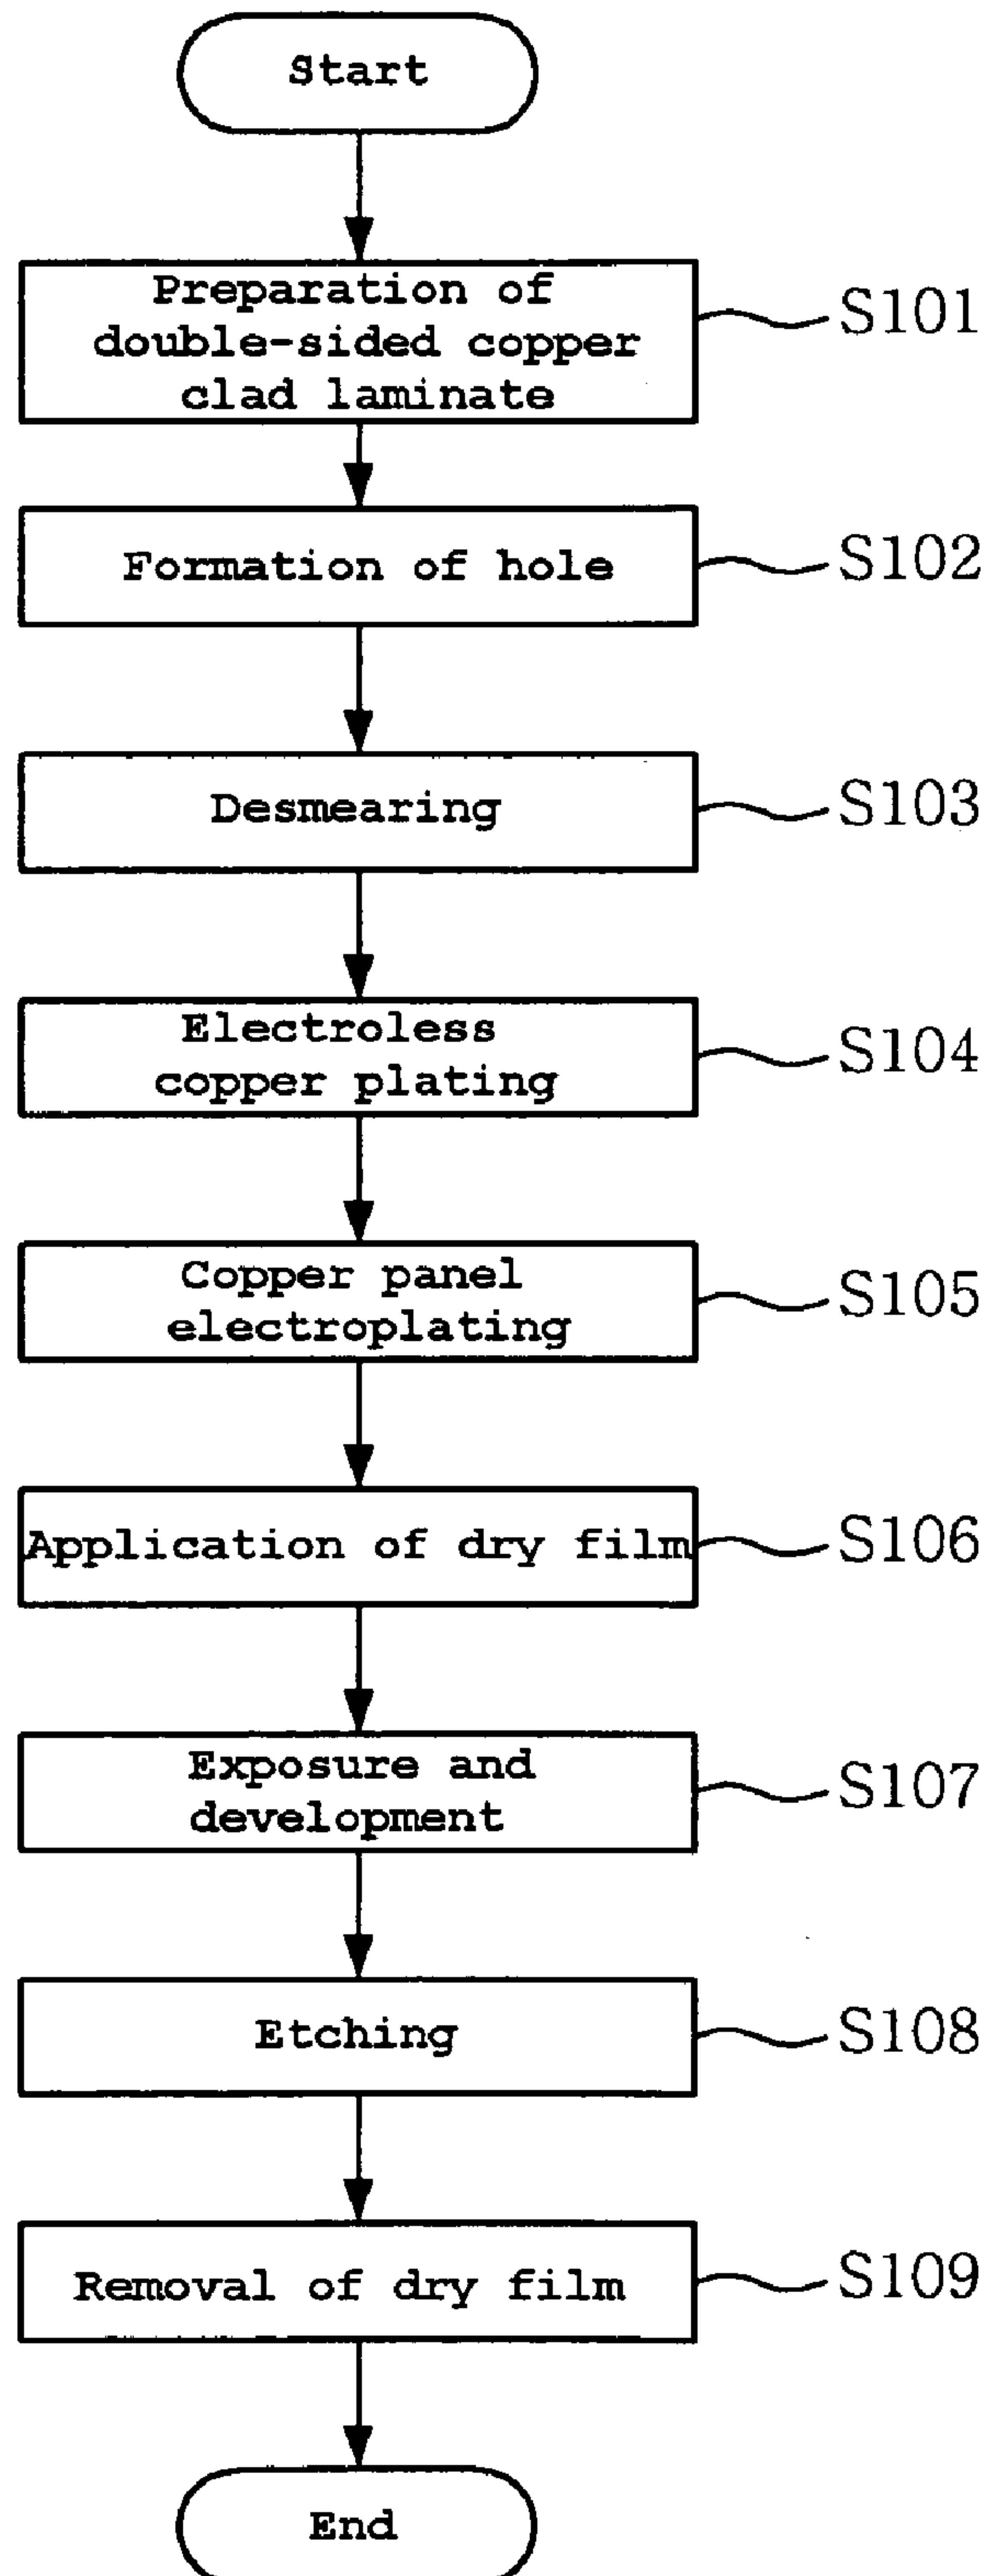 Start
Preparation of
double-sided copper
clad laminate
S101
Formation of hole
S102
Desmearing
S103
Electroless
copper plating
S104
Copper panel
electroplating
S105
Application of dry film
S106
Exposure and
development
S107
Etching
S108
Removal of dry film
S109
End